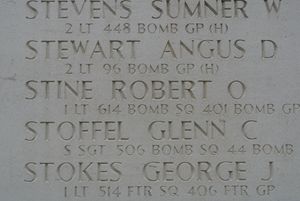 STEVENS SUMNER W
2 LT 448 BOMB GP (H)
STEWART ANGUS D
2 LT 96 BOMB GP (H)
STINE ROBERT O
1 LT 614 BOMB SQ 401 BOMB GP
STOFFEL GLENN C
S SGT 506 BOMB SQ 44 BOMB
STOKES GEORGE J
1 LT 514 FTR SQ 406 FTR GP